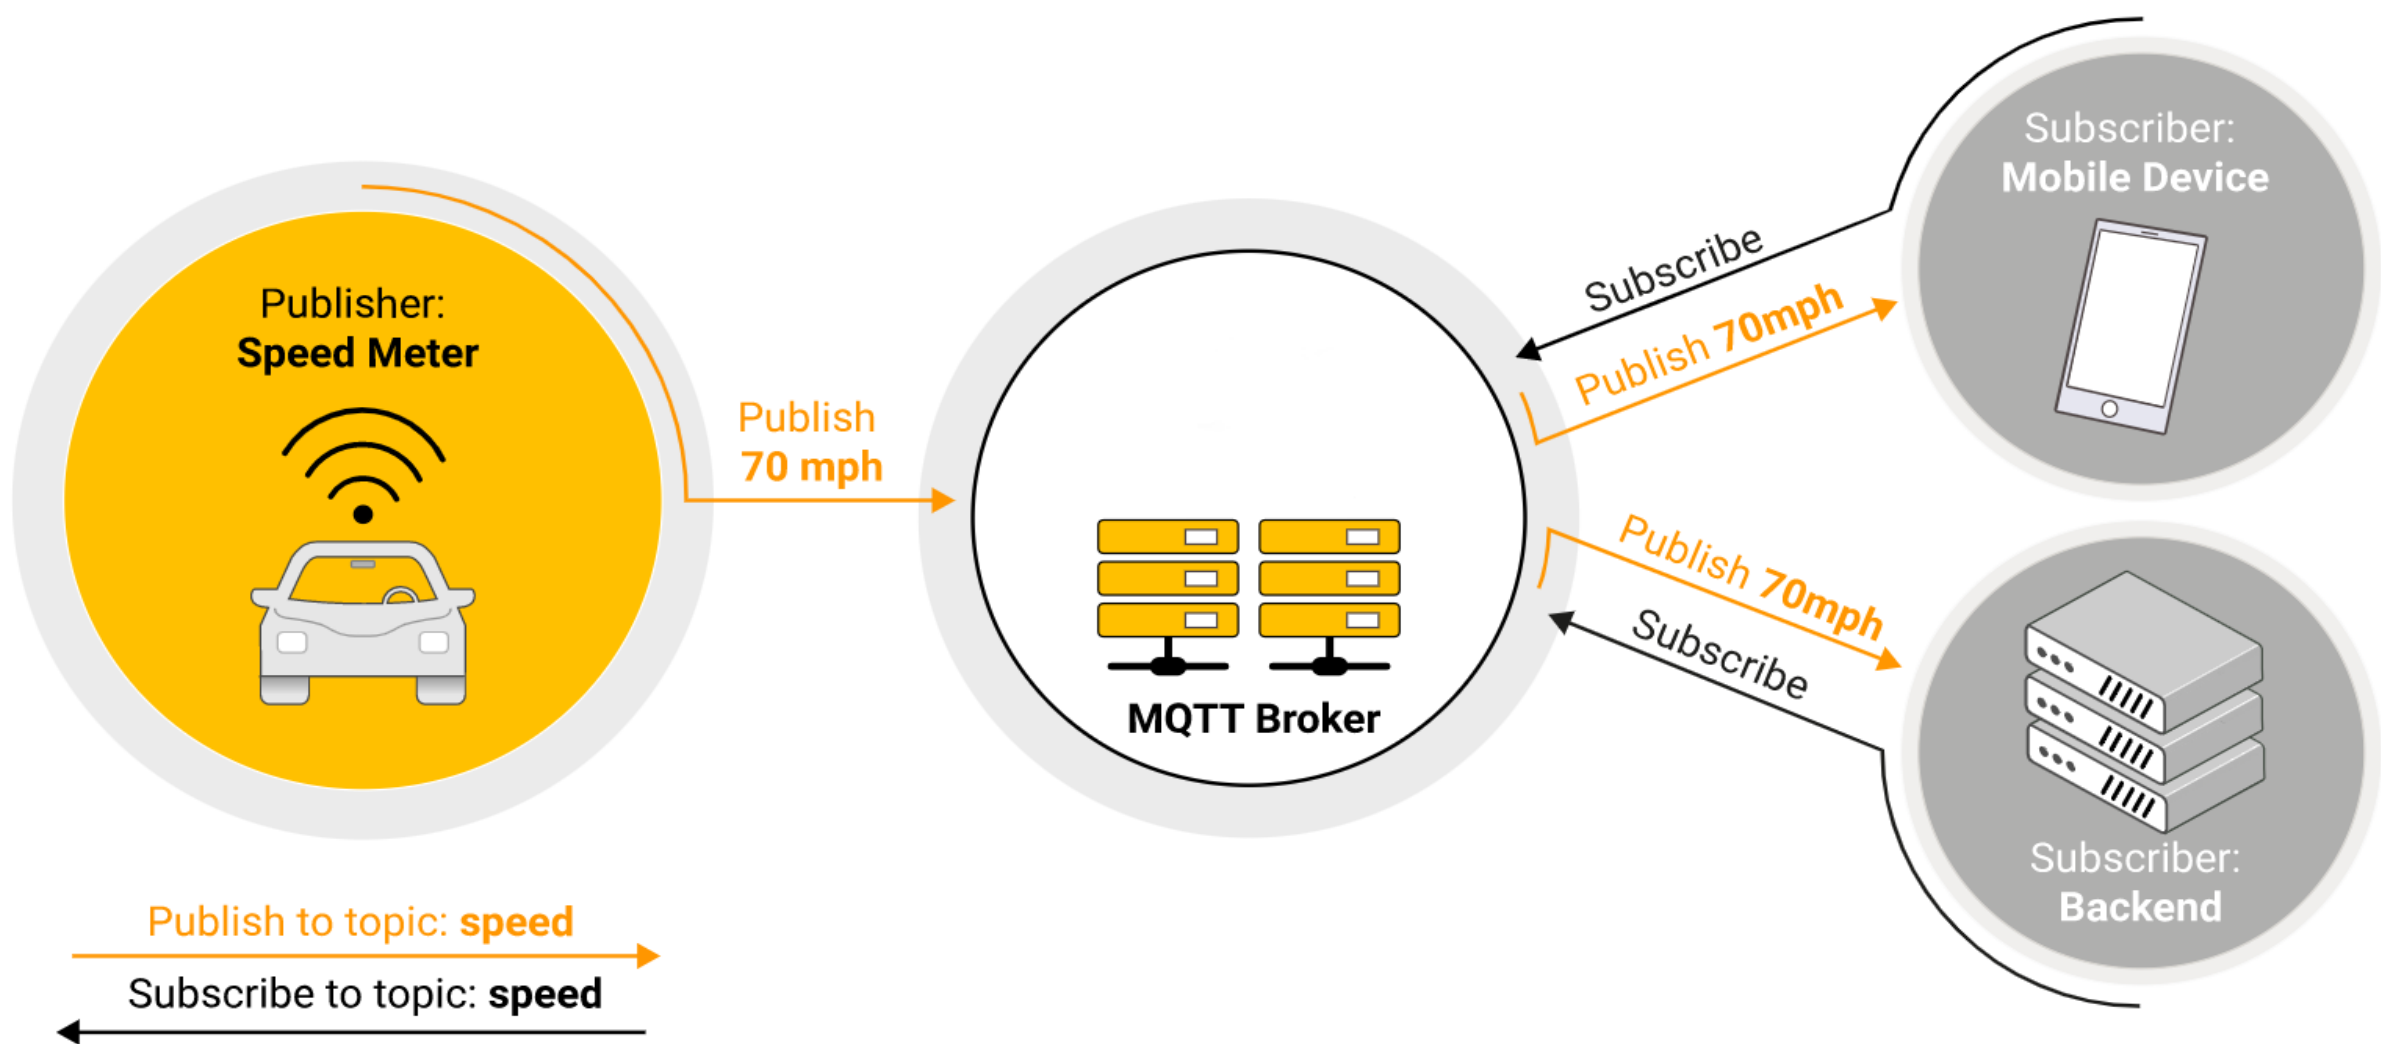 Publisher:
Speed Meter
Publish
70 mph
MQTT Broker
Subscribe
Publish 70mph
Publish 70mph
Subscribe
Subscriber:
Mobile Device
Subscriber:
Backend
Publish to topic: speed
Subscribe to topic: speed